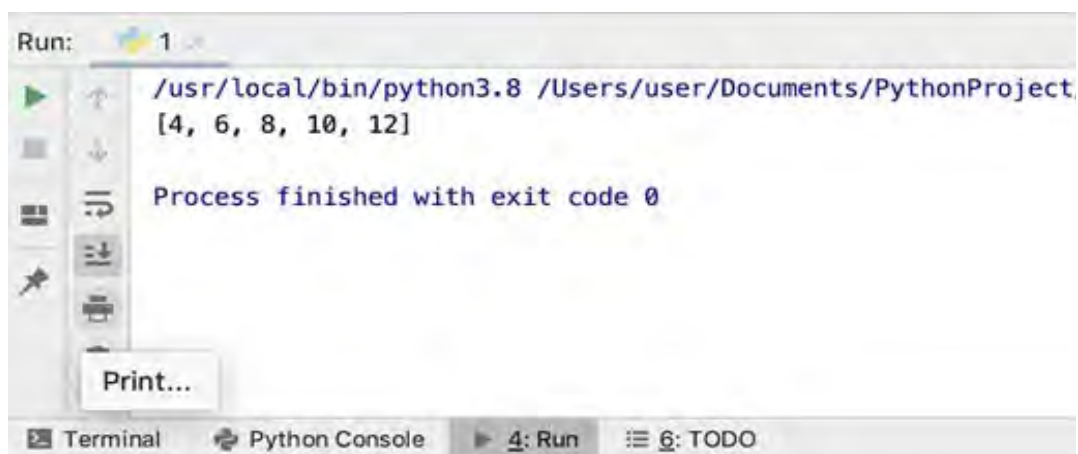 Run: 1
/usr/local/bin/python3.8 /Users/user/Documents/PythonProject/
[4, 6, 8, 10, 12]
Process finished with exit code 0
Print...
Terminal Python Console 4: Run 6: TODO